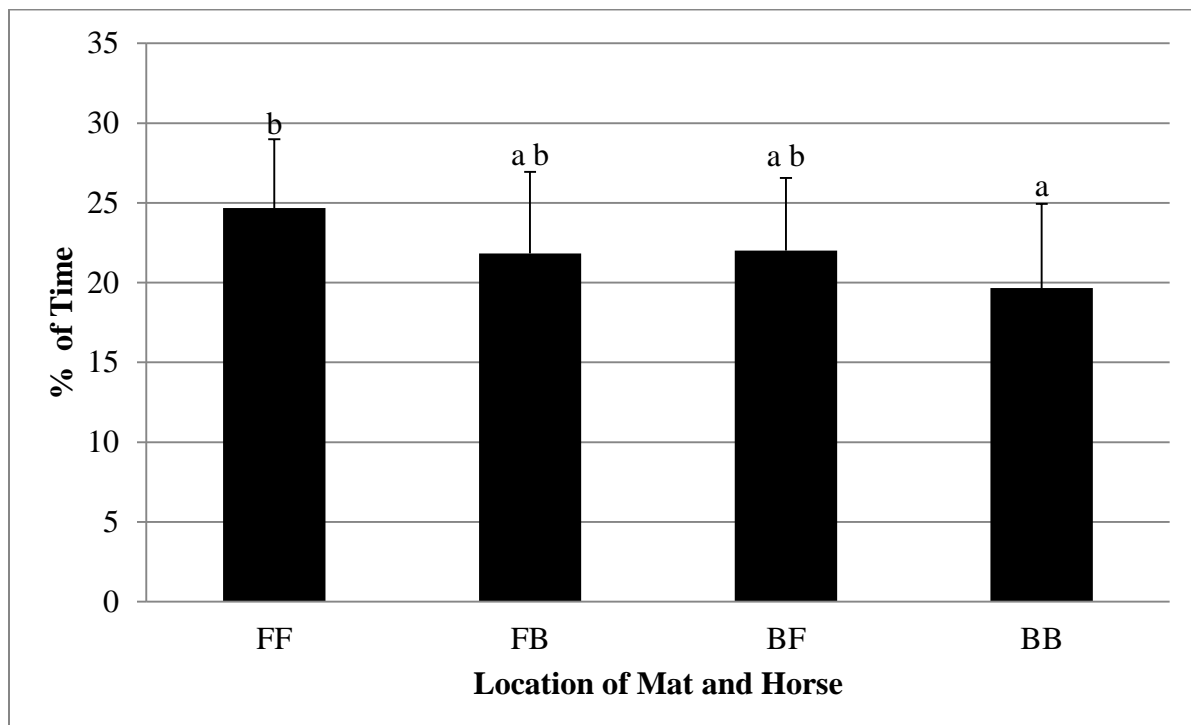 35
30
25
20
15
10
5
0
% of Time
b
a b
a b
a
FF
FB
BF
BB
Location of Mat and Horse